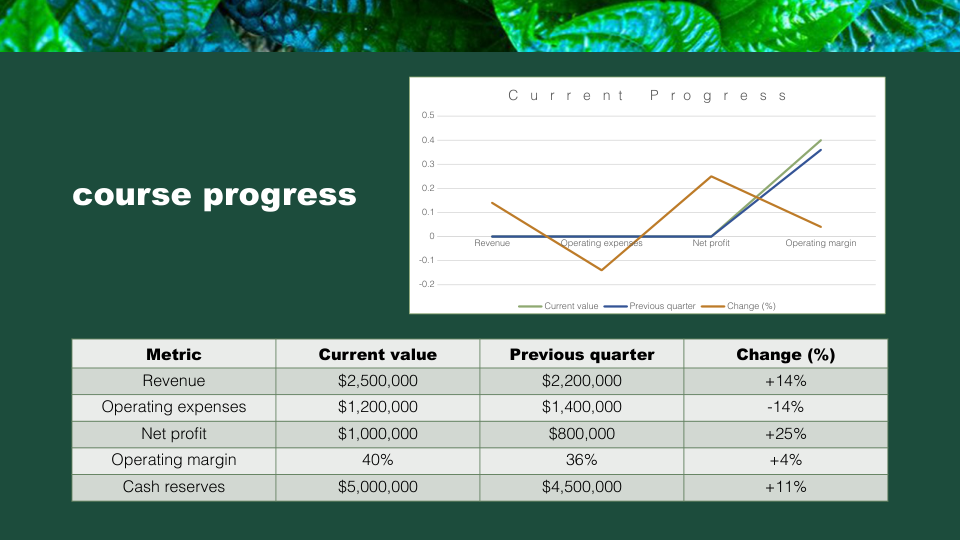 course progress
Current Progress
0.5
0.4
0.3
0.2
0.1
0
-0.1
-0.2
Revenue Operating expenses Net profit Operating margin
Current value Previous quarter Change (%)
Metric Current value Previous quarter Change (%)
Revenue $2,500,000 $2,200,000 +14%
Operating expenses $1,200,000 $1,400,000 -14%
Net profit $1,000,000 $800,000 +25%
Operating margin 40% 36% +4%
Cash reserves $5,000,000 $4,500,000 +11%